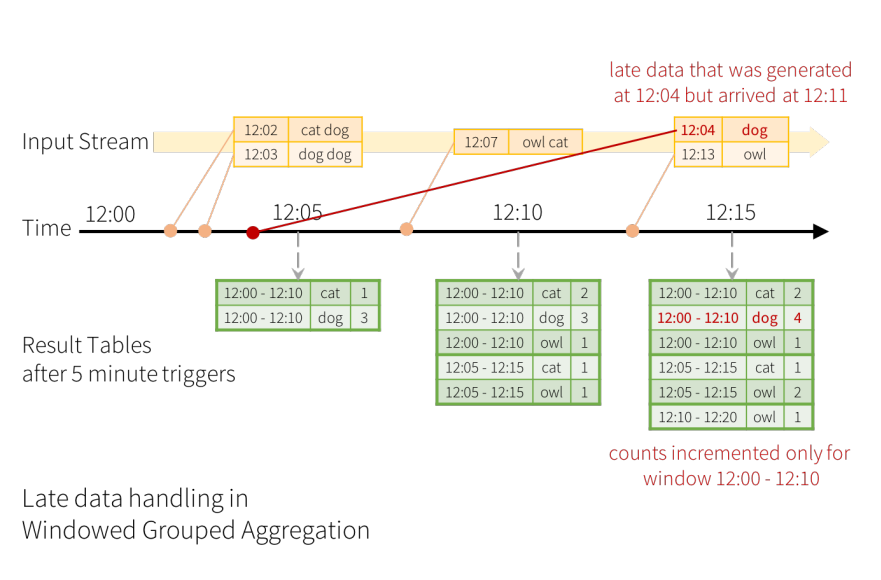 late data that was generated
at 12:04 but arrived at 12:11
Input Stream
12:02 cat dog
12:03 dog dog
12:07 owl cat
12:04 dog
12:13 owl
Time
12:00
12:05
12:10
12:15
12:00 - 12:10 cat 1
12:00 - 12:10 dog 3
12:00 - 12:10 cat 2
12:00 - 12:10 dog 3
12:00 - 12:10 owl 1
12:05 - 12:15 cat 1
12:05 - 12:15 owl 1
12:00 - 12:10 cat 2
12:00 - 12:10 dog 4
12:00 - 12:10 owl 1
12:05 - 12:15 cat 1
12:05 - 12:15 owl 2
12:10 - 12:20 owl 1
Result Tables
after 5 minute triggers
counts incremented only for
window 12:00 - 12:10
Late data handling in
Windowed Grouped Aggregation